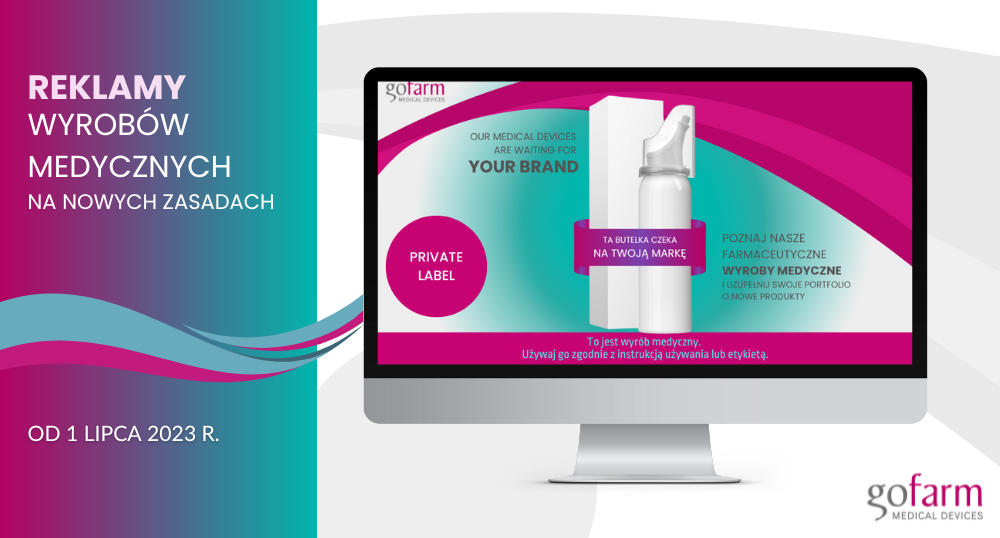 REKLAMY
WYROBÓW
MEDYCZNYCH
NA NOWYCH ZASADACH
OD 1 LIPCA 2023 R.
gofarm
MEDICAL DEVICES
OUR MEDICAL DEVICES
ARE WAITING FOR
YOUR BRAND
PRIVATE
LABEL
TA BUTELKA CZEKA
NA TWOJĄ MARKĘ
POZNAJ NASZE
FARMACEUTYCZNE
WYROBY MEDYCZNE
I UZUPEŁNIJ SWOJE PORTFOLIO
O NOWE PRODUKTY
To jest wyrób medyczny.
Używaj go zgodnie z instrukcją używania lub etykietą.
gofarm
MEDICAL DEVICES